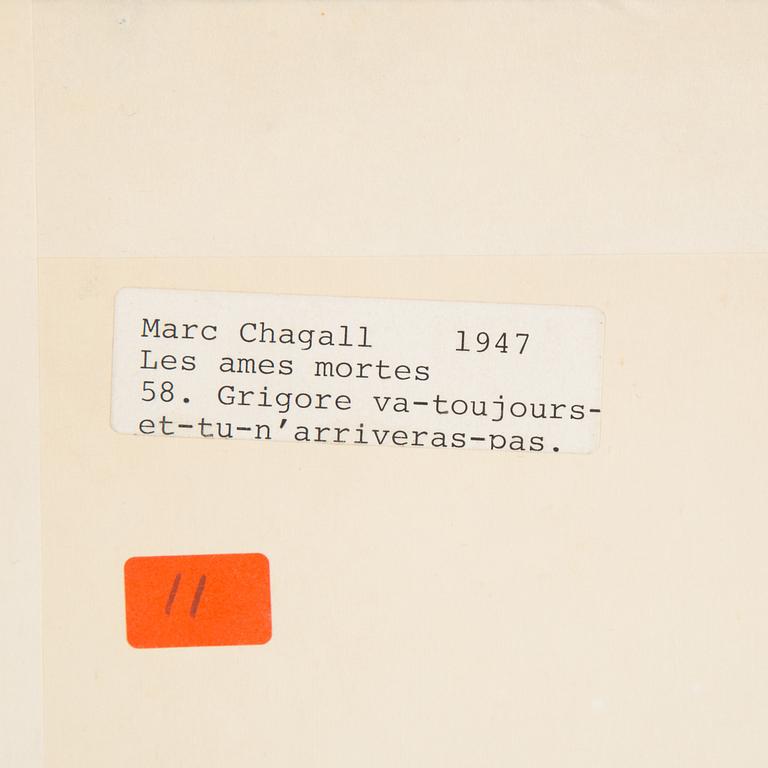 Marc Chagall 1947
Les ames mortes
58. Grigore va-toujours-
et-tu-n'arriveras-pas.
11